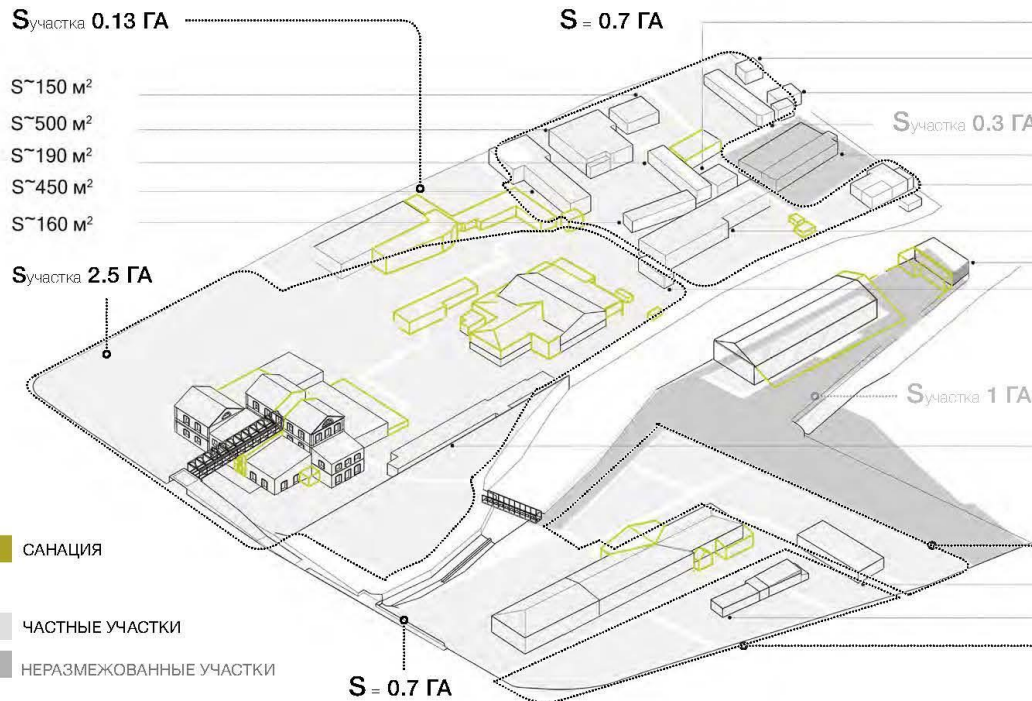 Sучастка 0.13 ГА
S = 0.7 ГА
S~150 м²
S~500 м²
S~190 м²
S~450 м²
S~160 м²
Sучастка 0.3 ГА
Sучастка 2.5 ГА
Sучастка 1 ГА
САНАЦИЯ
ЧАСТНЫЕ УЧАСТКИ
НЕРАЗМЕЖОВАННЫЕ УЧАСТКИ
S = 0.7 ГА